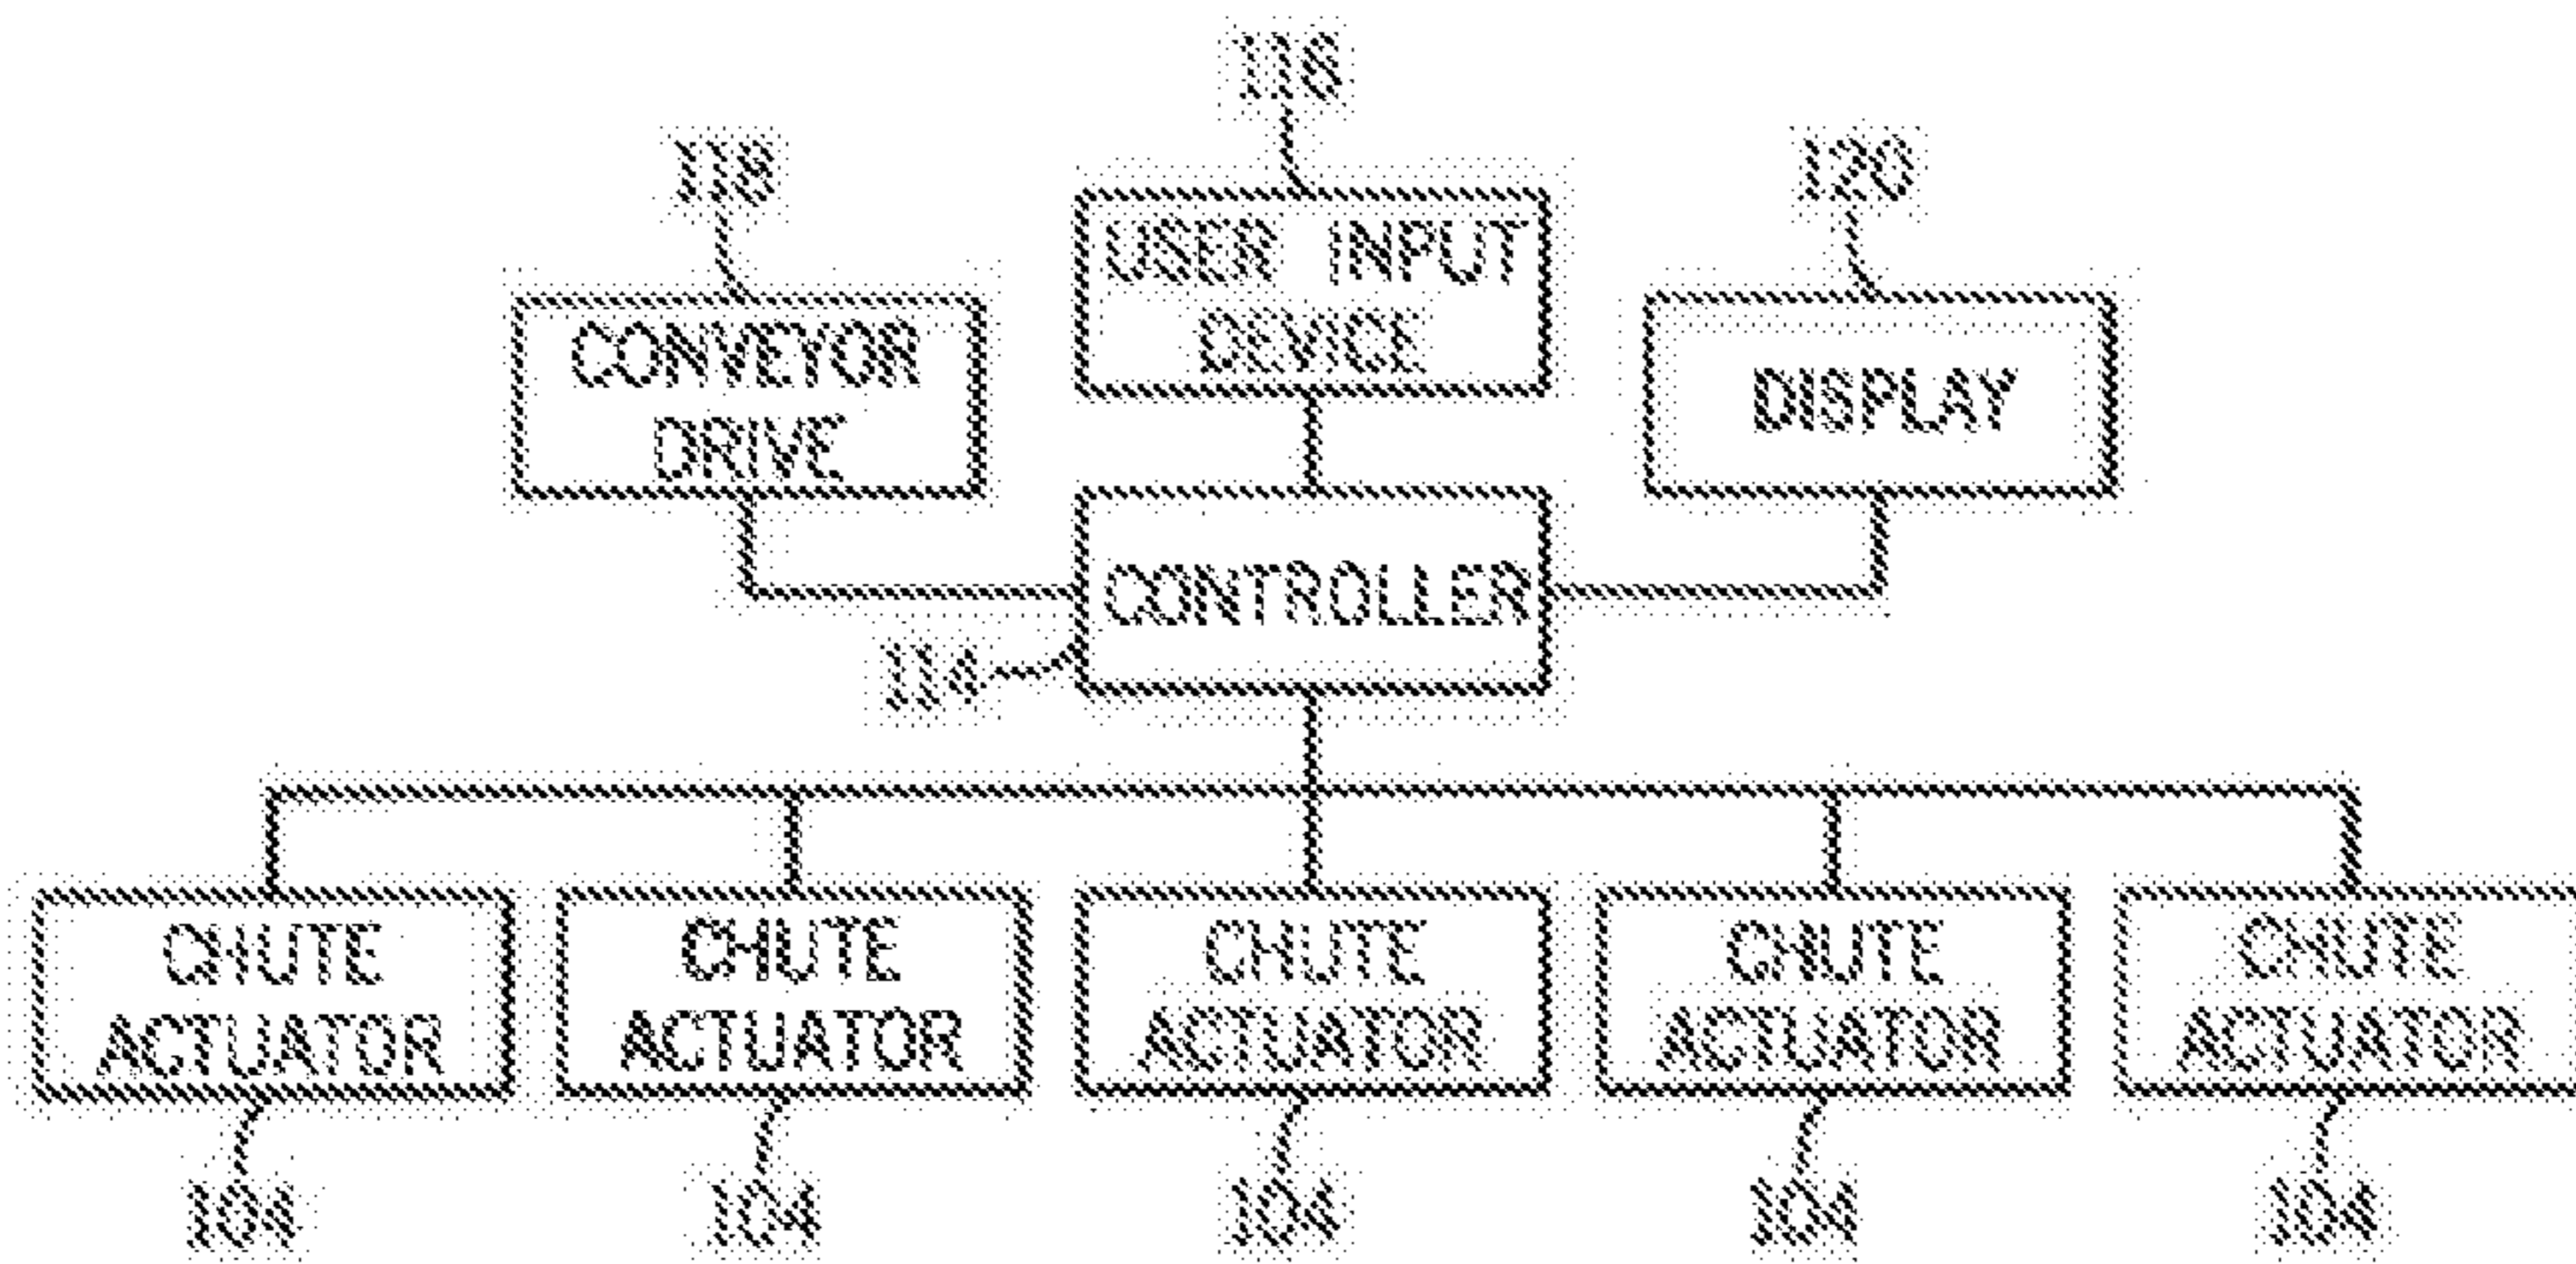 116
118
120
USER INPUT
DEVICE
CONVEYOR
DRIVE
DISPLAY
CONTROLLER
114
CHUTE
ACTUATOR
CHUTE
ACTUATOR
CHUTE
ACTUATOR
CHUTE
ACTUATOR
CHUTE
ACTUATOR
104
104
104
104
104